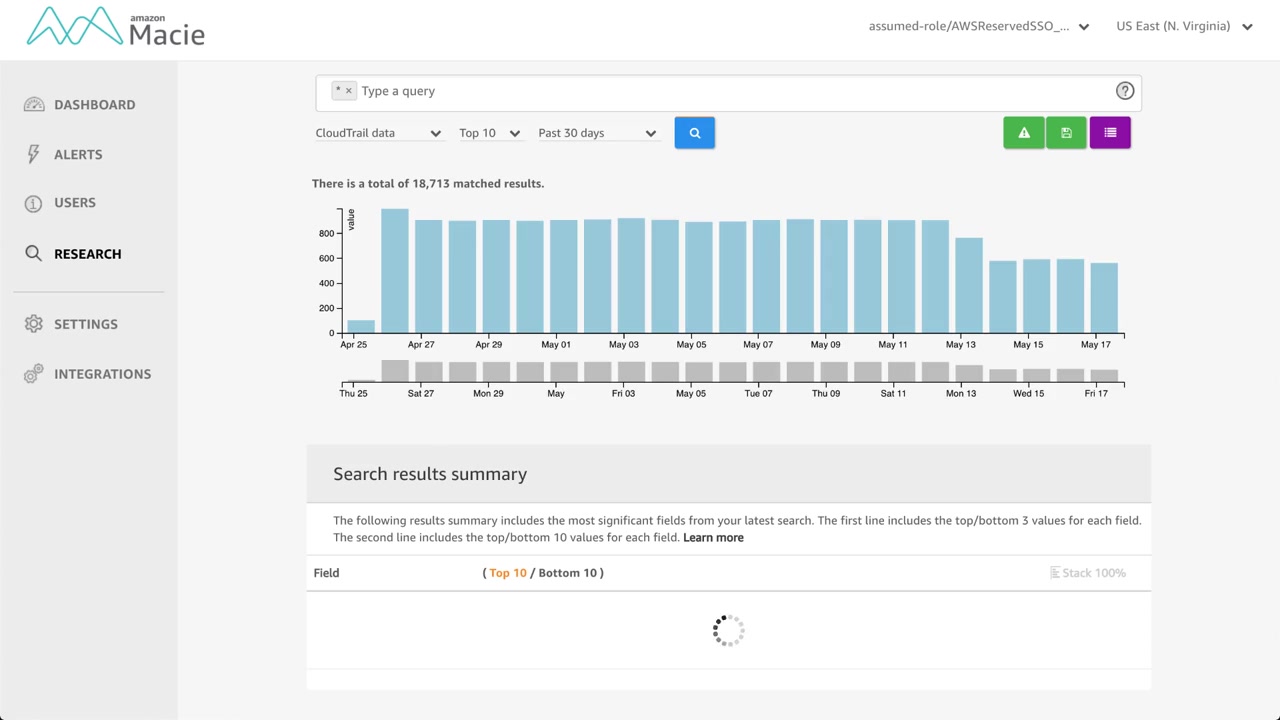 amazon
Macie
assumed-role/AWSReservedSSO_...
US East (N. Virginia)
DASHBOARD
ALERTS
USERS
RESEARCH
SETTINGS
INTEGRATIONS
* × Type a query
CloudTrail data
Top 10
Past 30 days
There is a total of 18,713 matched results.
value
800
600
400
200
0
Apr 25 Apr 27 Apr 29 May 01 May 03 May 05 May 07 May 09 May 11 May 13 May 15 May 17
Thu 25 Sat 27 Mon 29 May Fri 03 May 05 Tue 07 Thu 09 Sat 11 Mon 13 Wed 15 Fri 17
Search results summary
The following results summary includes the most significant fields from your latest search. The first line includes the top/bottom 3 values for each field.
The second line includes the top/bottom 10 values for each field. Learn more
Field ( Top 10 / Bottom 10 ) Stack 100%